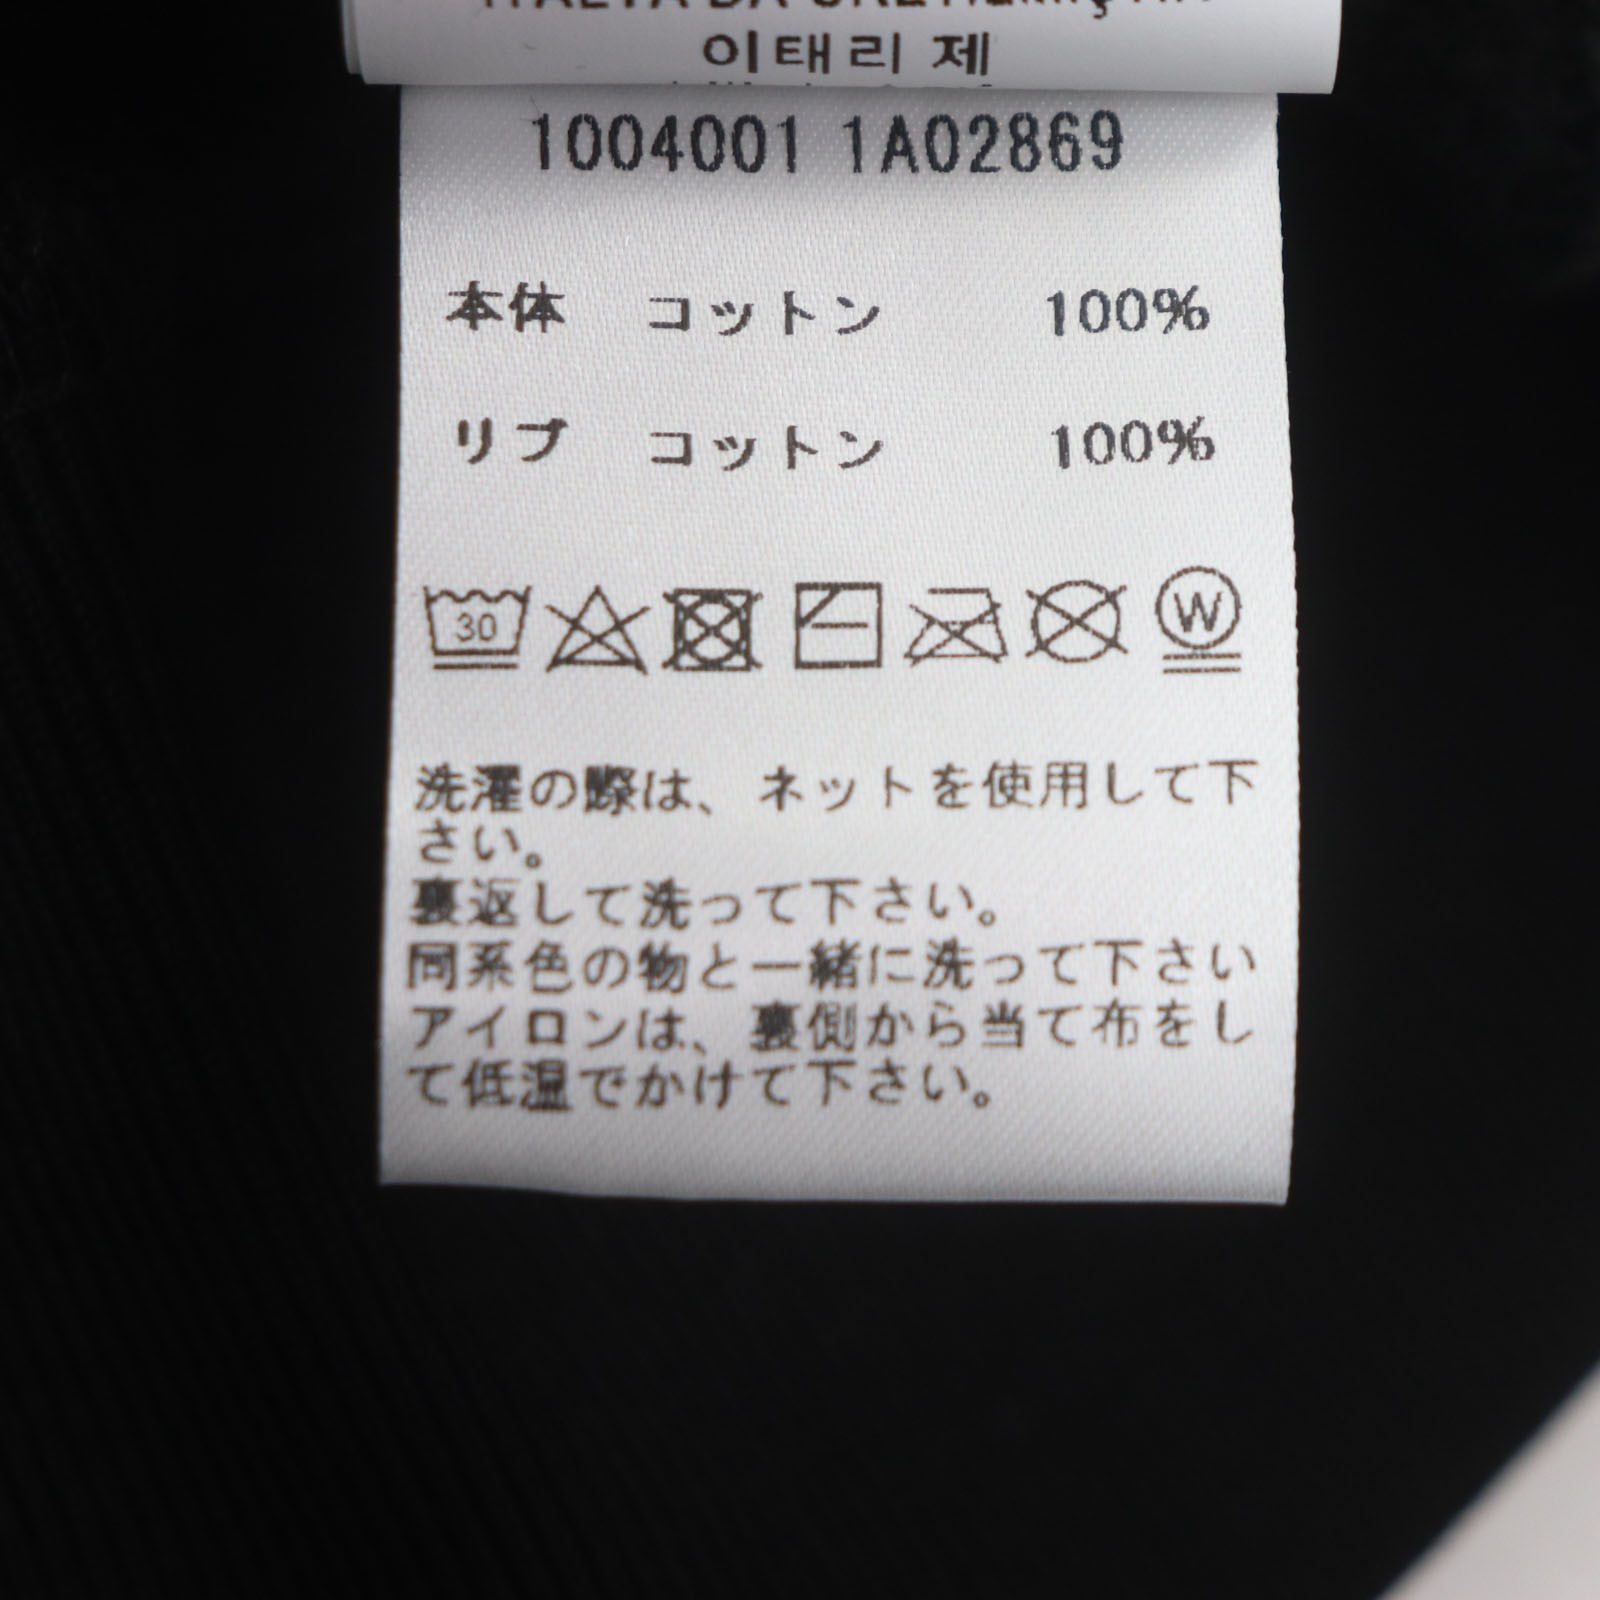 이태리 제
1004001 1A02869
本体 コットン 100%
リブ コットン 100%
30
W
洗濯の際は、ネットを使用して下
さい。
裏返して洗って下さい。
同系色の物と一緒に洗って下さい
アイロンは、裏側から当て布をし
て低温でかけて下さい。